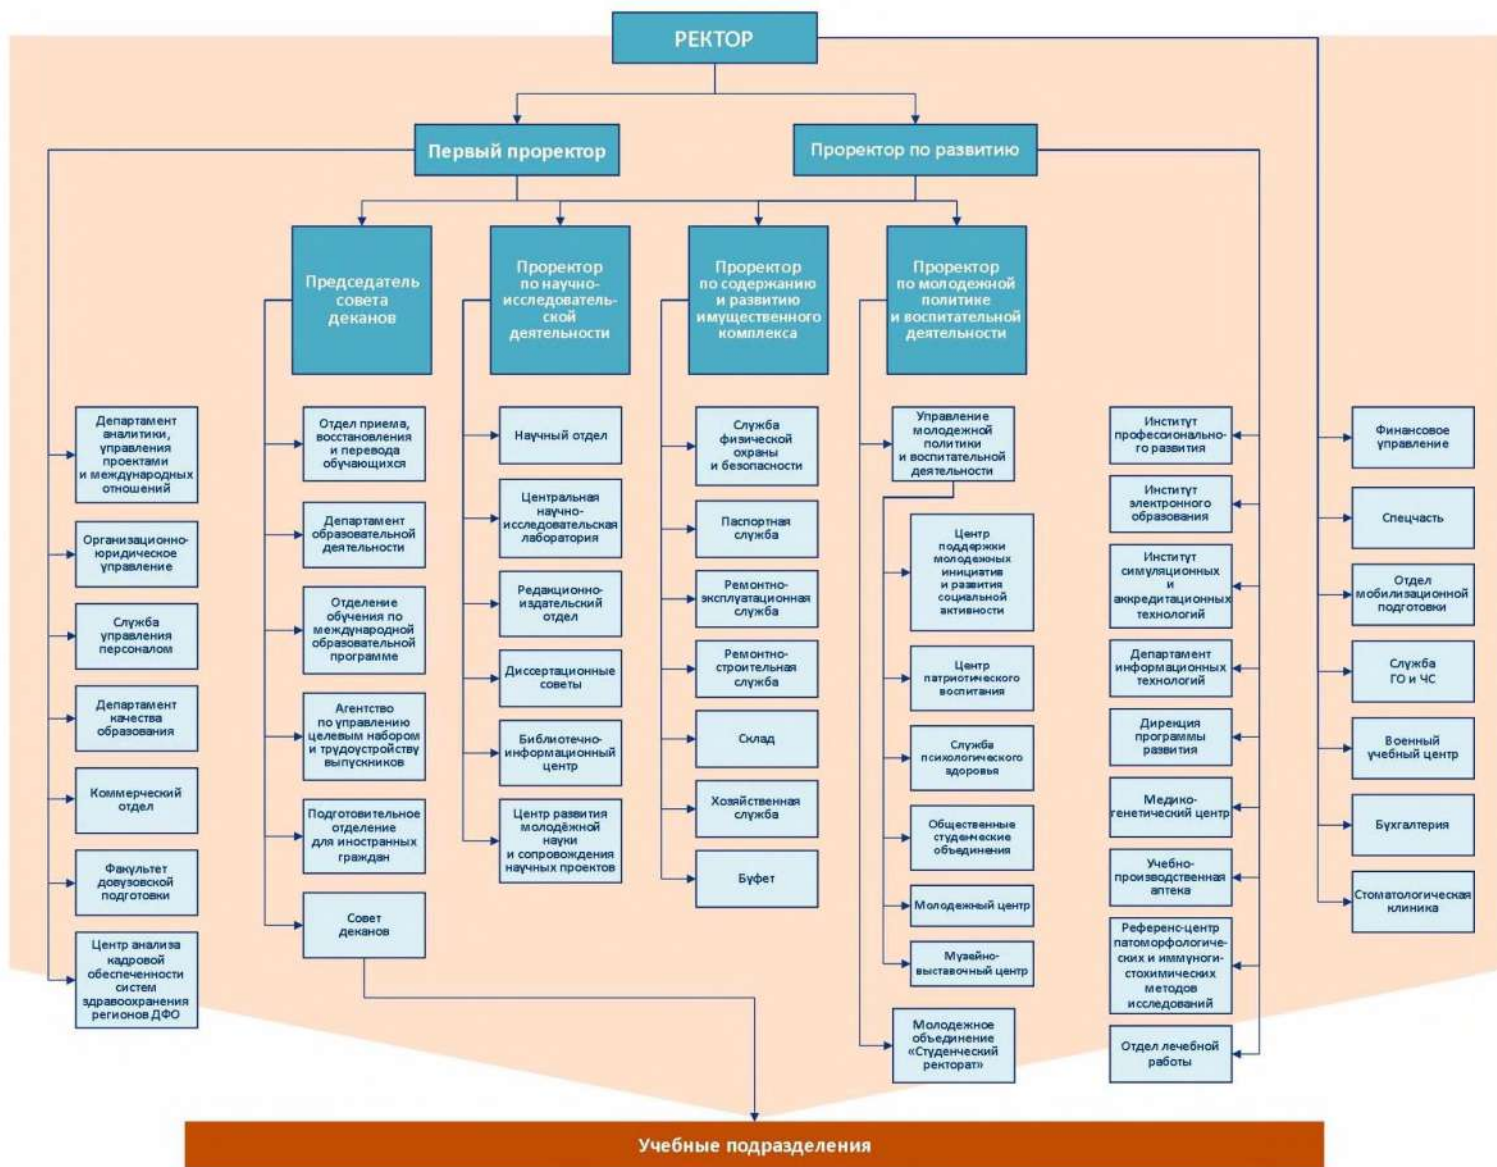 РЕКТОР
Первый проректор
Проректор по развитию
Председатель
совета
деканов
Проректор
по научно-
исследователь-
ской
деятельности
Проректор
по содержанию
и развитию
имущественного
комплекса
Проректор
по молодежной
политике
и воспитательной
деятельности
Департамент
аналитики,
управления
проектами
и международных
отношений
Организационно-
юридическое
управление
Служба
управления
персоналом
Департамент
качества
образования
Коммерческий
отдел
Факультет
довузовской
подготовки
Центр анализа
кадровой
обеспеченности
систем
здравоохранения
регионов ДФО
Отдел приема,
восстановления
и перевода
обучающихся
Департамент
образовательной
деятельности
Отделение
обучения по
международной
образовательной
программе
Агентство
по управлению
целевым набором
и трудоустройству
выпускников
Подготовительное
отделение
для иностранных
граждан
Совет
деканов
Научный отдел
Центральная
научно-
исследовательская
лаборатория
Редакционно-
издательский
отдел
Диссертационные
советы
Библиотечно-
информационный
центр
Центр развития
молодёжной
науки
и сопровождения
научных проектов
Служба
физической
охраны
и безопасности
Паспортная
служба
Ремонтно-
эксплуатационная
служба
Ремонтно-
строительная
служба
Склад
Хозяйственная
служба
Буфет
Управление
молодежной
политики
и воспитательной
деятельности
Центр
поддержки
молодежных
инициатив
и развития
социальной
активности
Центр
патриотического
воспитания
Служба
психологического
здоровья
Общественные
студенческие
объединения
Молодежный центр
Музейно-
выставочный центр
Молодежное
объединение
«Студенческий
ректорат»
Институт
профессионально-
го развития
Институт
электронного
образования
Институт
симуляционных
и
аккредитационных
технологий
Департамент
информационных
технологий
Дирекция
программы
развития
Медико-
генетический центр
Учебно-
производственная
аптека
Референс-центр
патоморфологиче-
ских и иммуноги-
стохимических
методов
исследований
Отдел лечебной
работы
Финансовое
управление
Спецчасть
Отдел
мобилизационной
подготовки
Служба
ГО и ЧС
Военный
учебный центр
Бухгалтерия
Стоматологическая
клиника
Учебные подразделения